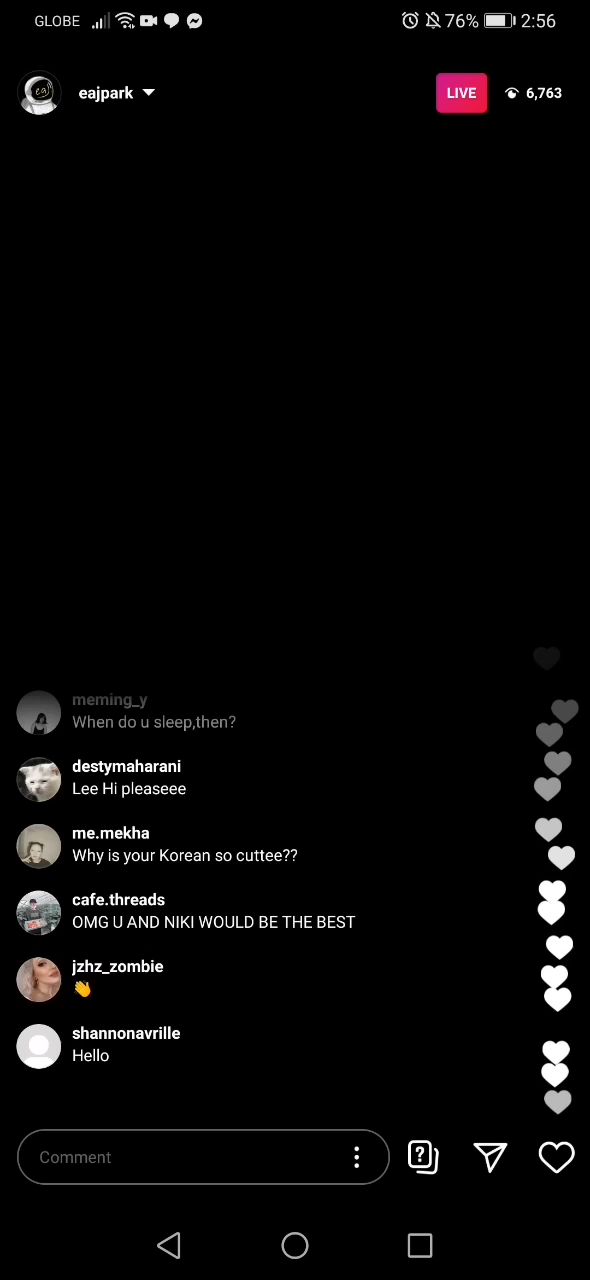 GLOBE 76% 2:56
eaj
eajpark LIVE 6,763
meming_y
When do u sleep,then?
destymaharani
Lee Hi pleaseee
me.mekha
Why is your Korean so cuttee??
cafe.threads
OMG U AND NIKI WOULD BE THE BEST
jzhz_zombie
👋
shannonavrille
Hello
Comment